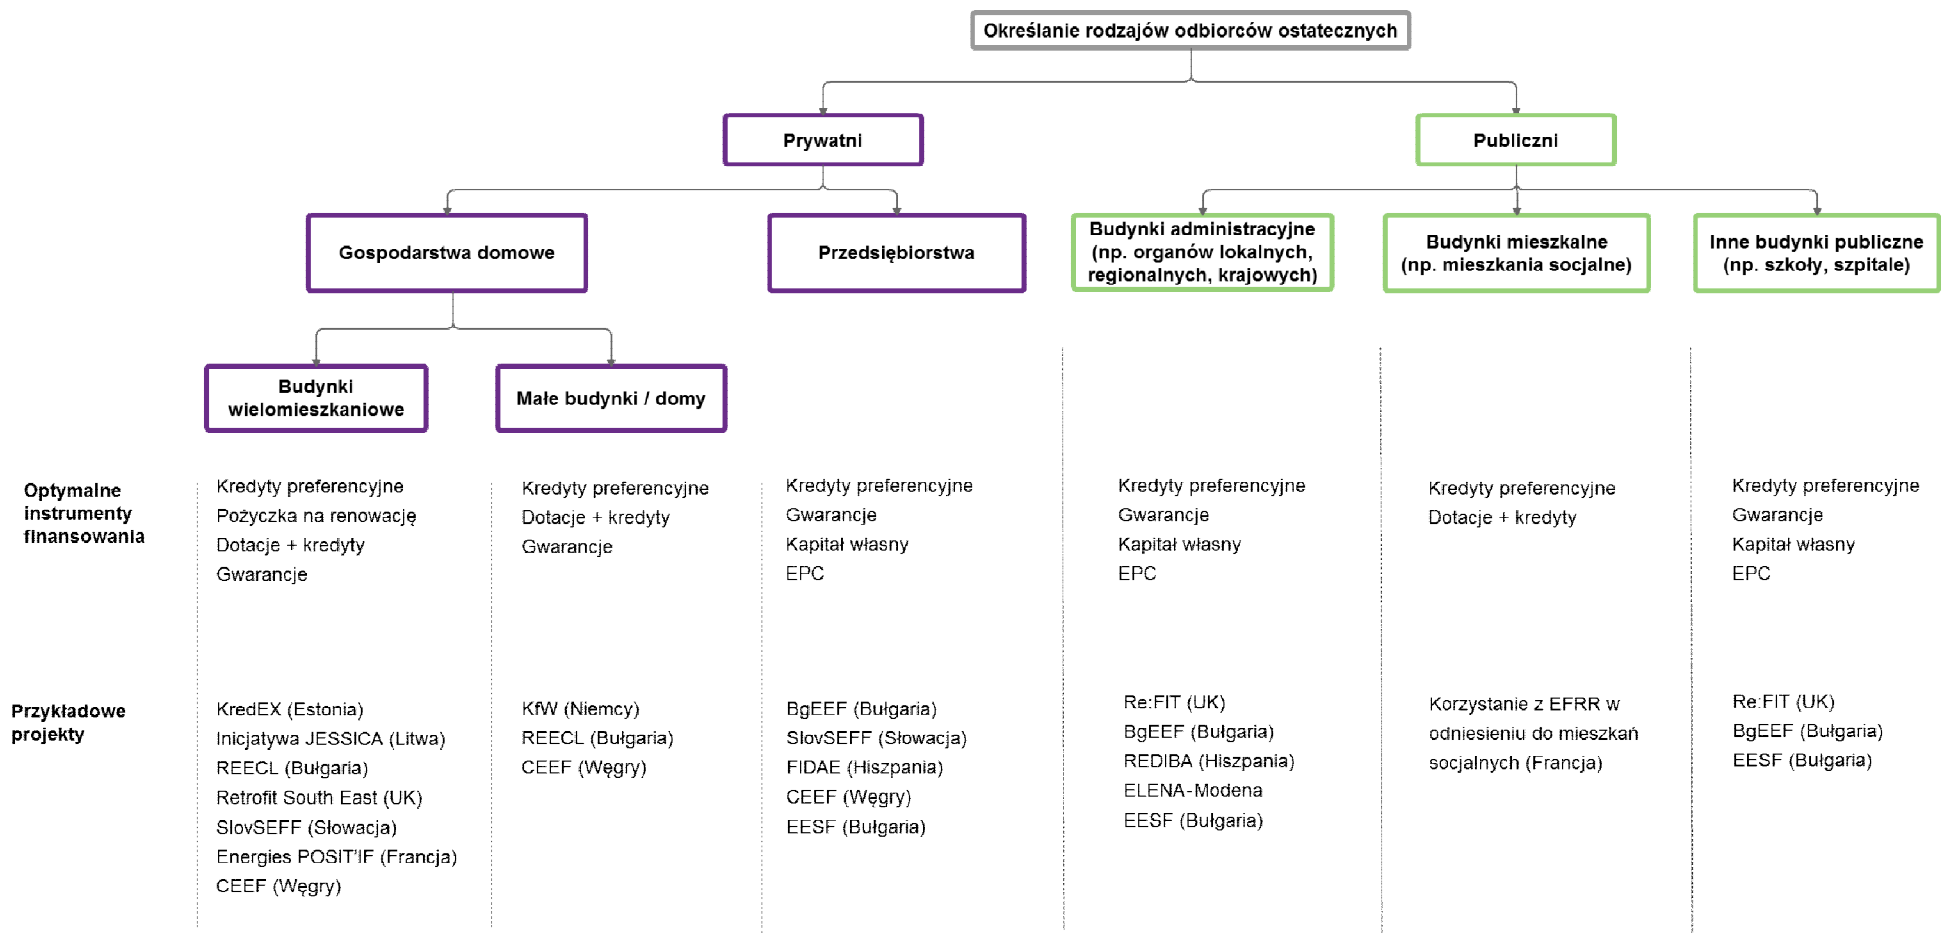 Określanie rodzajów odbiorców ostatecznych
Prywatni
Publiczni
Gospodarstwa domowe
Przedsiębiorstwa
Budynki administracyjne
(np. organów lokalnych,
regionalnych, krajowych)
Budynki mieszkalne
(np. mieszkania socjalne)
Inne budynki publiczne
(np. szkoły, szpitale)
Budynki
wielomieszkaniowe
Małe budynki / domy
Optymalne
instrumenty
finansowania
Kredyty preferencyjne
Pożyczka na renowację
Dotacje + kredyty
Gwarancje
Kredyty preferencyjne
Dotacje + kredyty
Gwarancje
Kredyty preferencyjne
Gwarancje
Kapitał własny
EPC
Kredyty preferencyjne
Gwarancje
Kapitał własny
EPC
Kredyty preferencyjne
Dotacje + kredyty
Kredyty preferencyjne
Gwarancje
Kapitał własny
EPC
Przykładowe
projekty
KredEX (Estonia)
Inicjatywa JESSICA (Litwa)
REECL (Bułgaria)
Retrofit South East (UK)
SlovSEFF (Słowacja)
Energies POSIT'IF (Francja)
CEEF (Węgry)
KfW (Niemcy)
REECL (Bułgaria)
CEEF (Węgry)
BgEEF (Bułgaria)
SlovSEFF (Słowacja)
FIDAE (Hiszpania)
CEEF (Węgry)
EESF (Bułgaria)
Re:FIT (UK)
BgEEF (Bułgaria)
REDIBA (Hiszpania)
ELENA-Modena
EESF (Bułgaria)
Korzystanie z EFRR w
odniesieniu do mieszkań
socjalnych (Francja)
Re:FIT (UK)
BgEEF (Bułgaria)
EESF (Bułgaria)